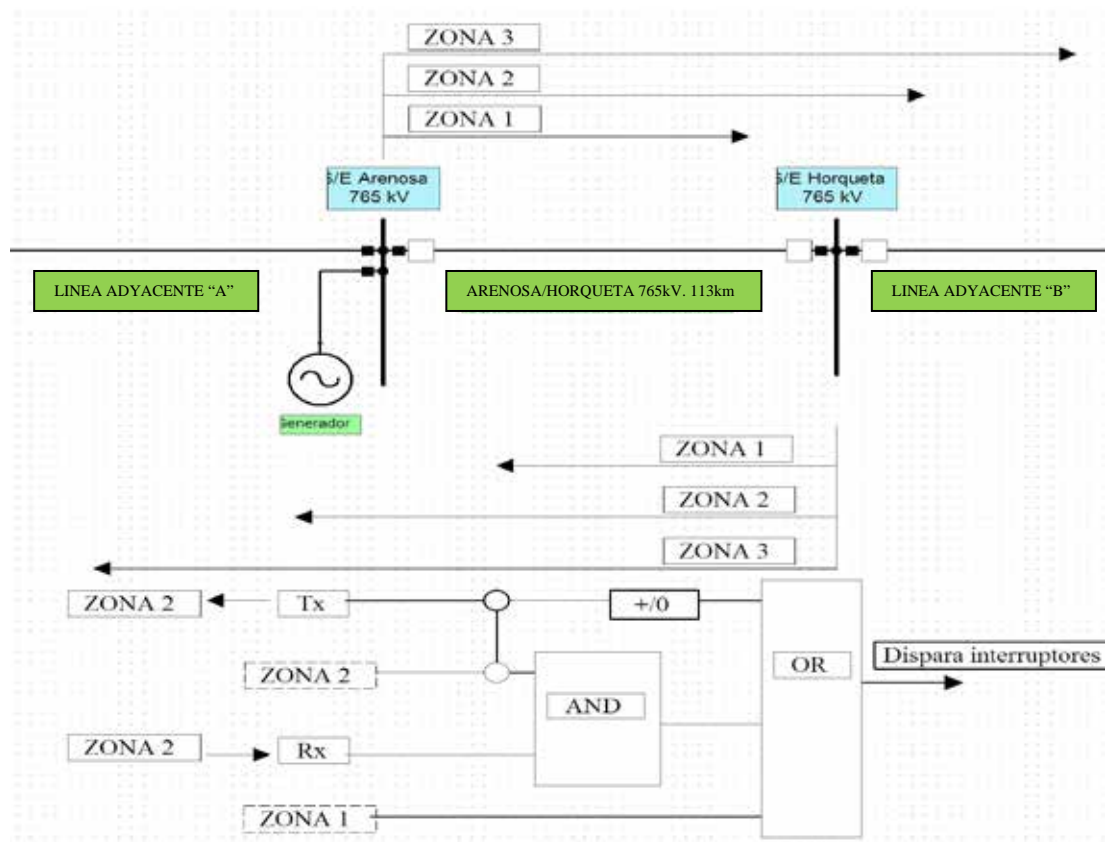 ZONA 3
ZONA 2
ZONA 1
S/E Arenosa
765 kV
S/E Horqueta
765 kV
LINEA ADYACENTE “A”
ARENOSA/HORQUETA 765kV. 113km
LINEA ADYACENTE “B”
Generador
ZONA 1
ZONA 2
ZONA 3
ZONA 2
Tx
+/0
ZONA 2
AND
OR
Dispara interruptores
ZONA 2
Rx
ZONA 1